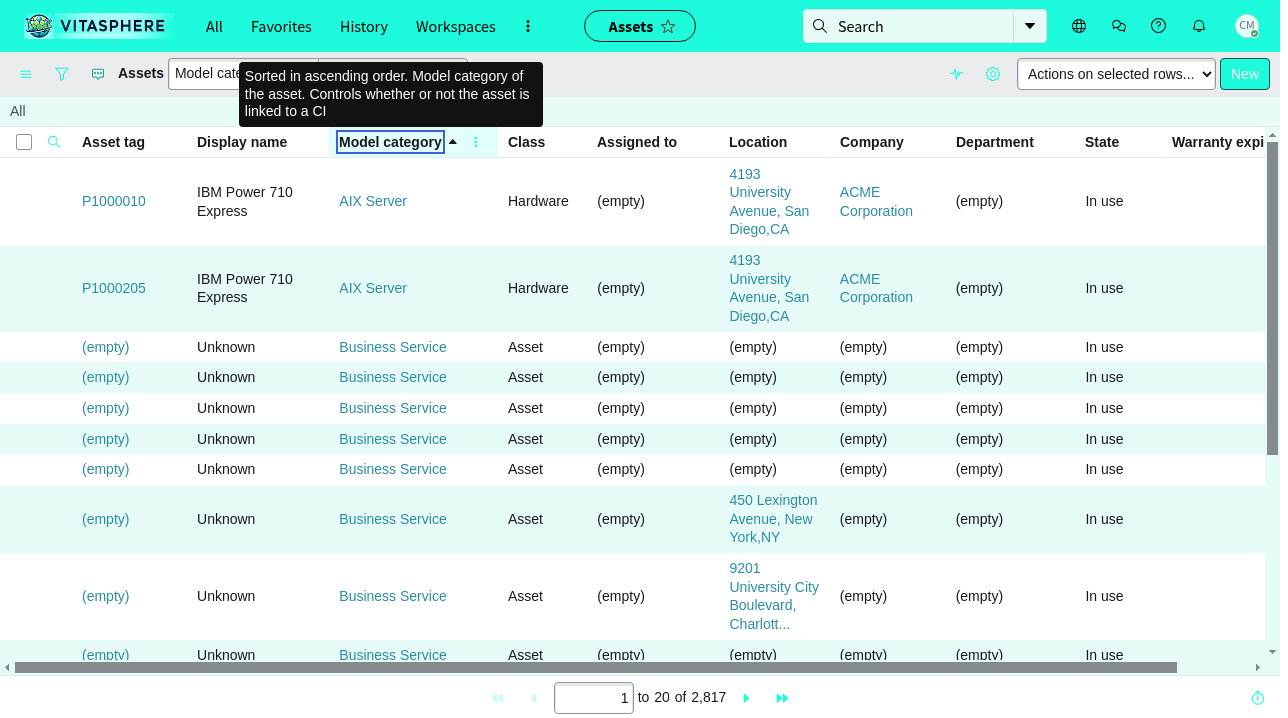 VITASPHERE All Favorites History Workspaces Assets Search CM
Assets Model cate Actions on selected rows... New
Sorted in ascending order. Model category of
the asset. Controls whether or not the asset is
linked to a CI
All
Asset tag Display name Model category Class Assigned to Location Company Department State Warranty expi
P1000010 IBM Power 710 Express AIX Server Hardware (empty) 4193 University Avenue, San Diego,CA ACME Corporation (empty) In use
P1000205 IBM Power 710 Express AIX Server Hardware (empty) 4193 University Avenue, San Diego,CA ACME Corporation (empty) In use
(empty) Unknown Business Service Asset (empty) (empty) (empty) (empty) In use
(empty) Unknown Business Service Asset (empty) (empty) (empty) (empty) In use
(empty) Unknown Business Service Asset (empty) (empty) (empty) (empty) In use
(empty) Unknown Business Service Asset (empty) (empty) (empty) (empty) In use
(empty) Unknown Business Service Asset (empty) (empty) (empty) (empty) In use
(empty) Unknown Business Service Asset (empty) 450 Lexington Avenue, New York,NY (empty) (empty) In use
(empty) Unknown Business Service Asset (empty) 9201 University City Boulevard, Charlott... (empty) (empty) In use
(empty) Unknown Business Service Asset (empty) (empty) (empty) (empty) In use
1 to 20 of 2,817